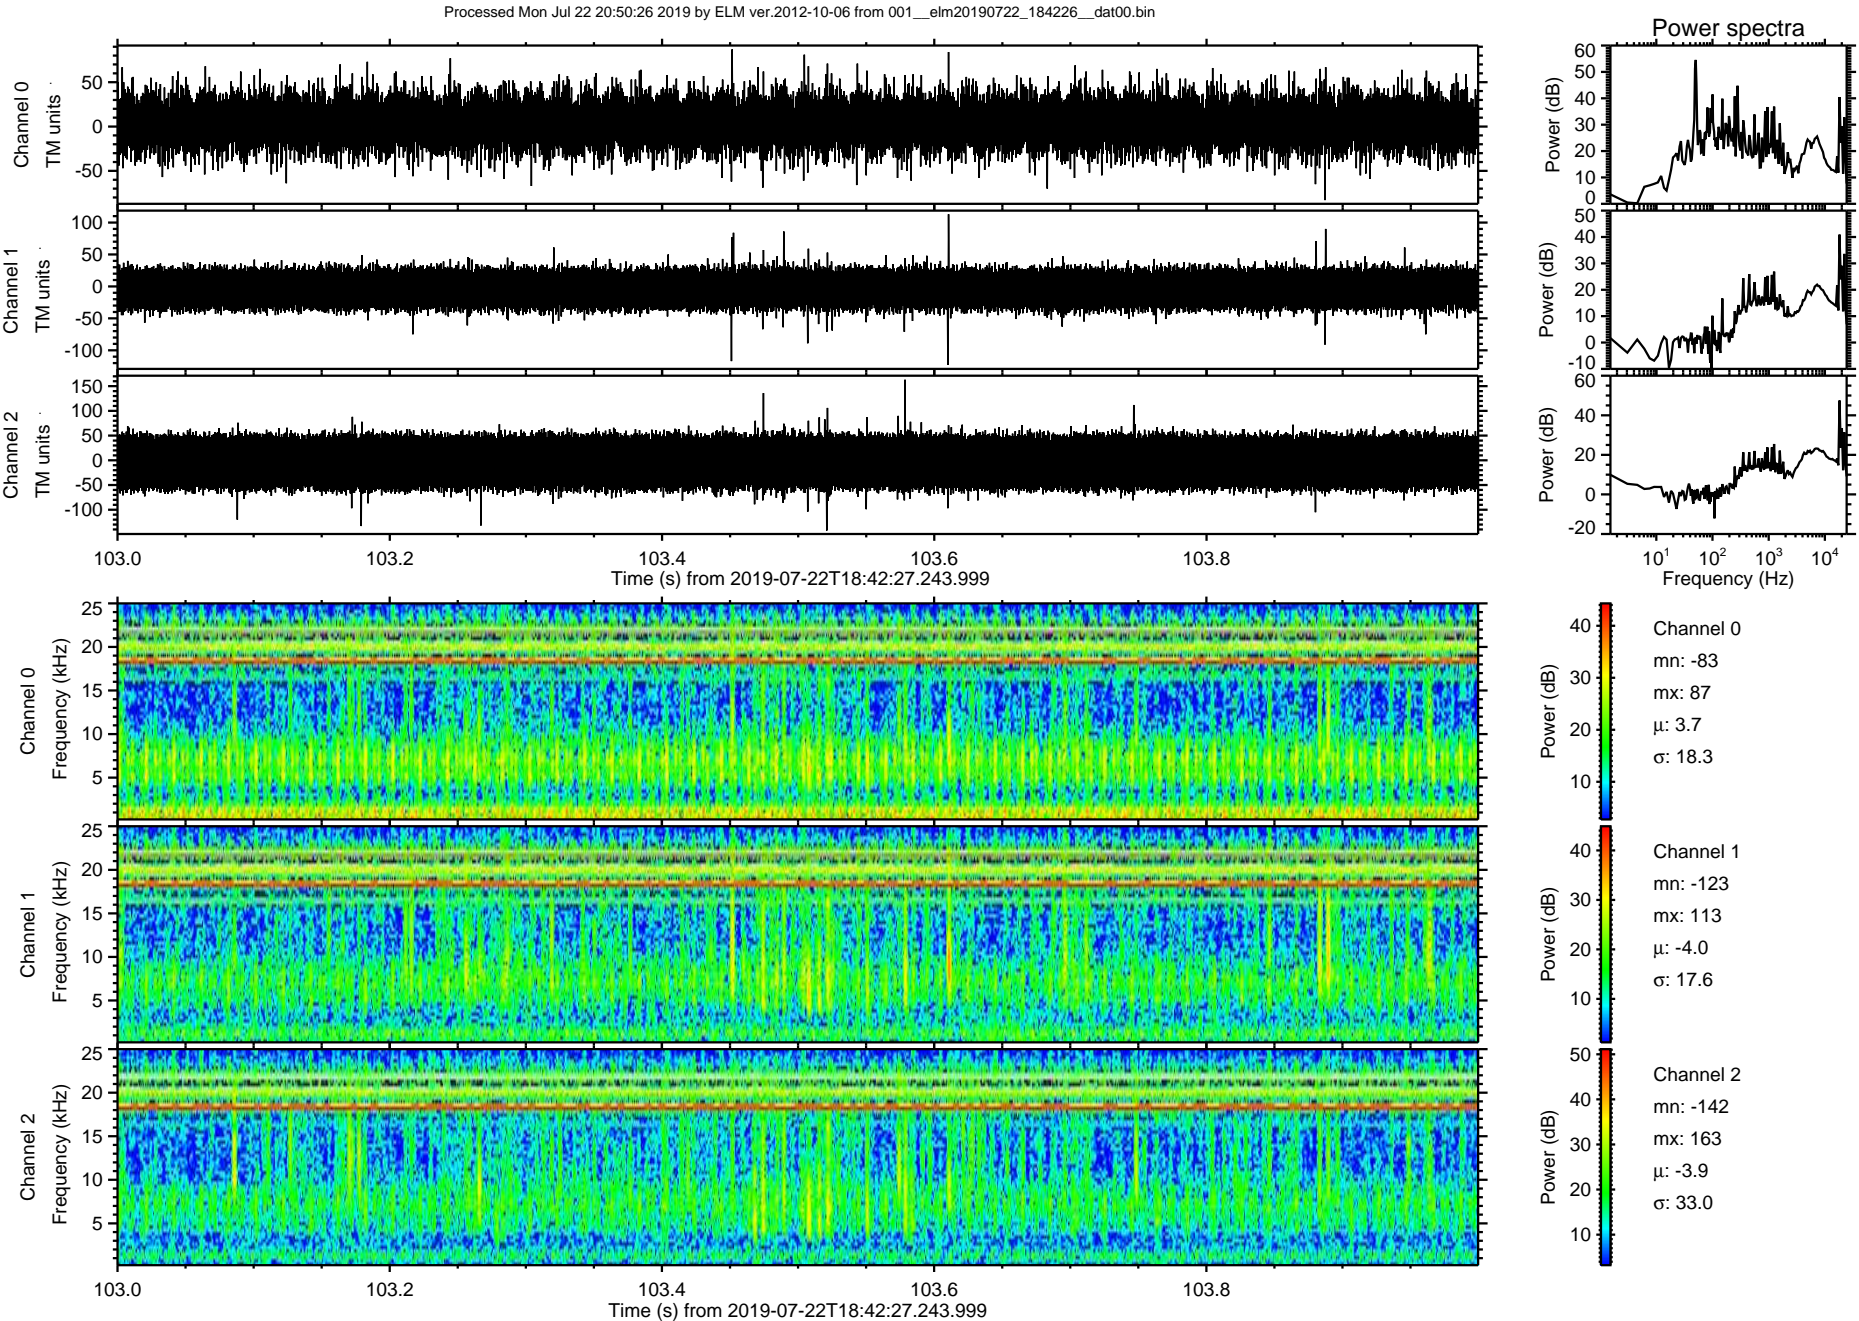 Processed Mon Jul 22 20:50:26 2019 by ELM ver.2012-10-06 from 001__elm20190722_184226__dat00.bin
Power spectra
Channel 0
TM units
50
0
-50
Power (dB)
60
50
40
30
20
10
0
Channel 1
TM units
100
50
0
-50
-100
Power (dB)
50
40
30
20
10
0
-10
Channel 2
TM units
150
100
50
0
-50
-100
Power (dB)
60
40
20
0
-20
103.0 103.2 103.4 103.6 103.8
Time (s) from 2019-07-22T18:42:27.243.999
10¹ 10² 10³ 10⁴
Frequency (Hz)
Channel 0
Frequency (kHz)
25
20
15
10
5
Power (dB)
40
30
20
10
Channel 0
mn: -83
mx: 87
μ: 3.7
σ: 18.3
Channel 1
Frequency (kHz)
25
20
15
10
5
Power (dB)
40
30
20
10
Channel 1
mn: -123
mx: 113
μ: -4.0
σ: 17.6
Channel 2
Frequency (kHz)
25
20
15
10
5
Power (dB)
50
40
30
20
10
Channel 2
mn: -142
mx: 163
μ: -3.9
σ: 33.0
103.0 103.2 103.4 103.6 103.8
Time (s) from 2019-07-22T18:42:27.243.999